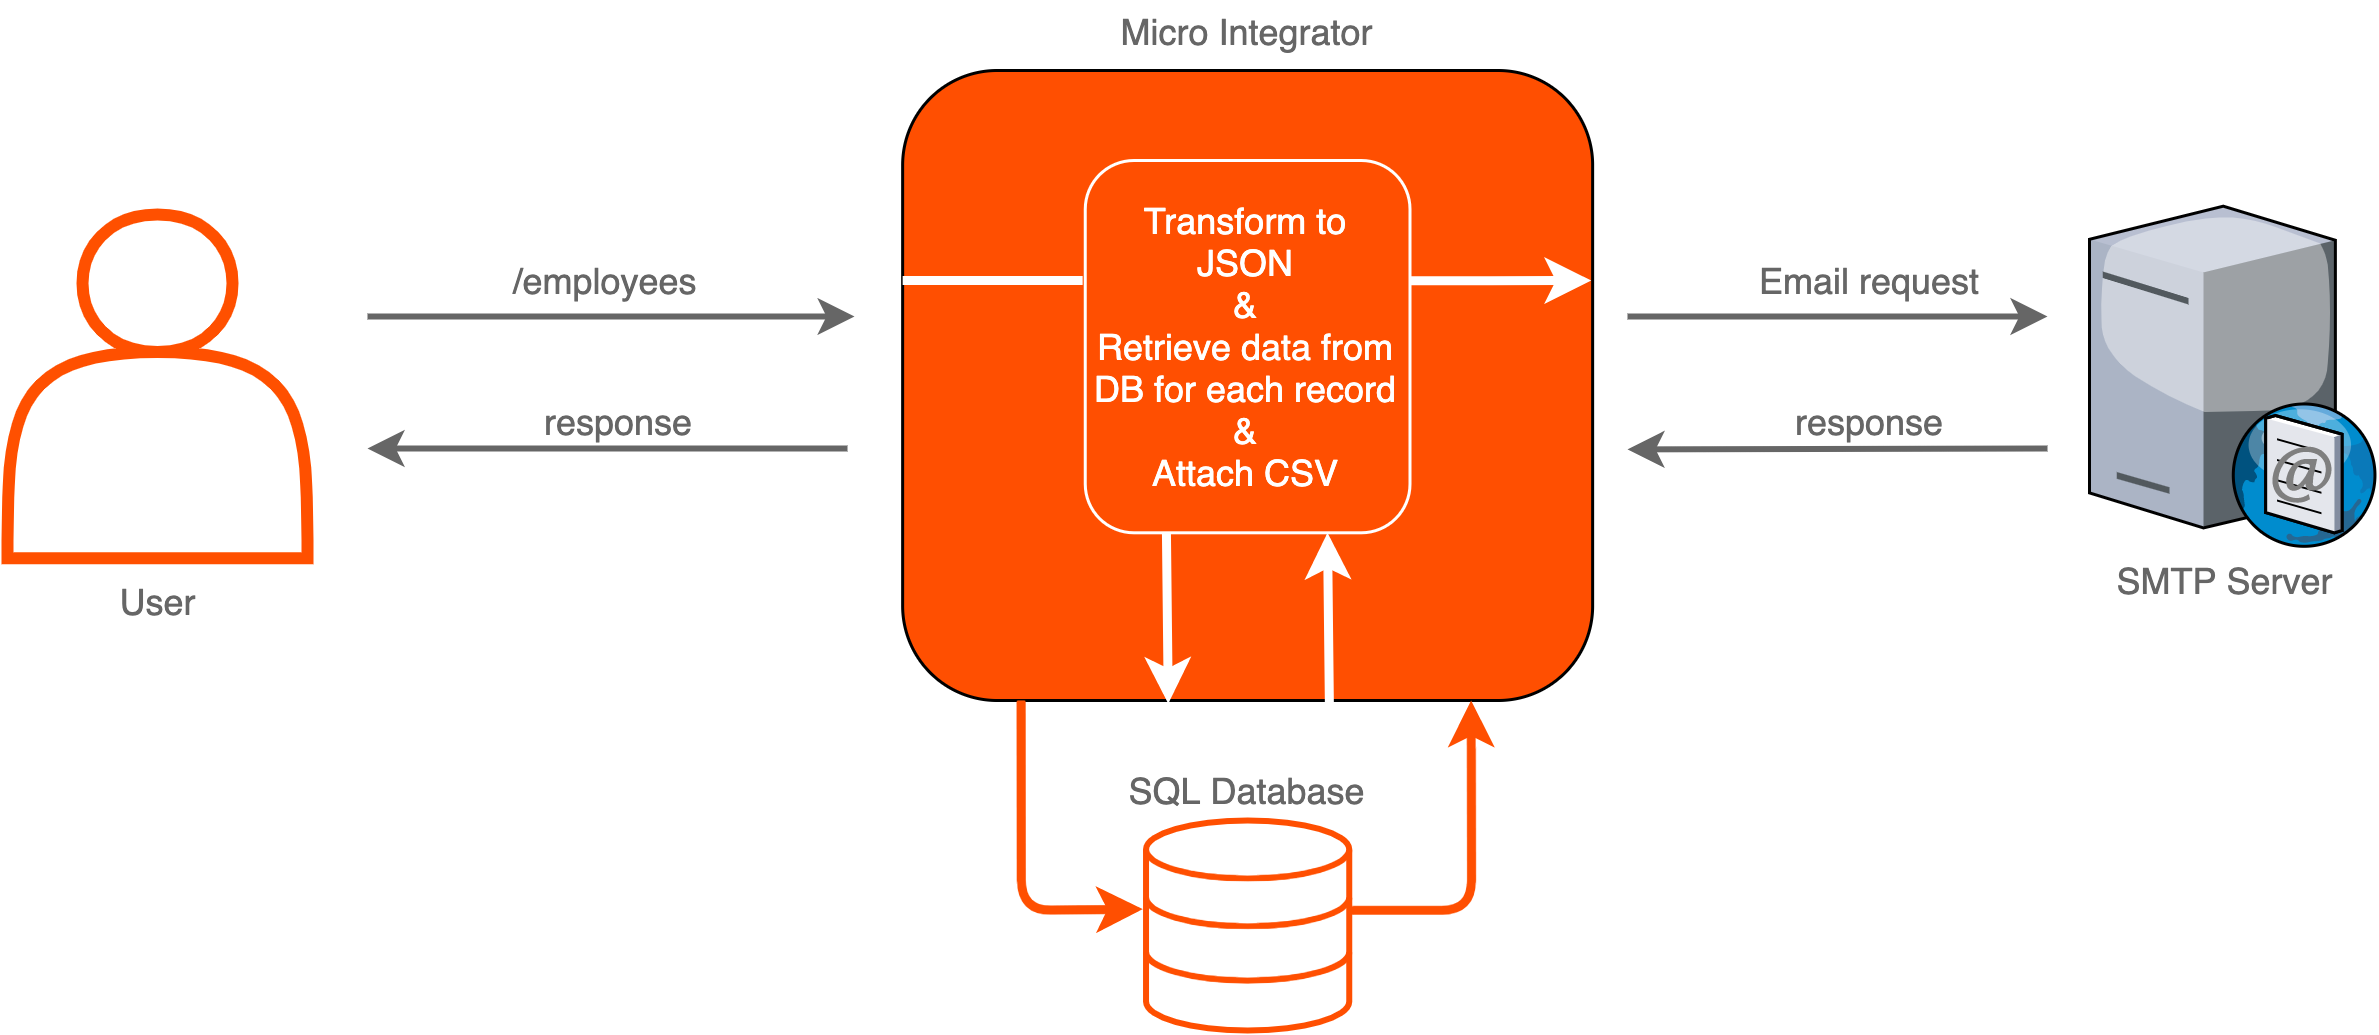 Micro Integrator
Transform to
JSON
&
Retrieve data from
DB for each record
&
Attach CSV
/employees
response
User
Email request
response
@
SMTP Server
SQL Database